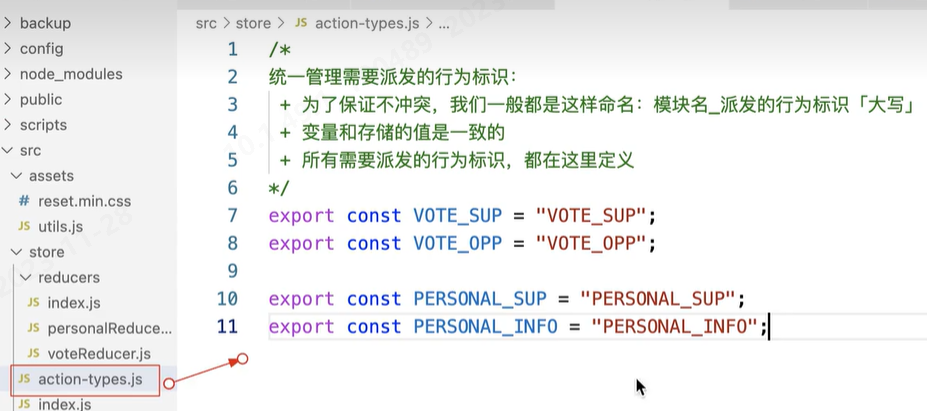 backup
config
node_modules
public
scripts
src
assets
# reset.min.css
JS utils.js
store
reducers
JS index.js
JS personalReduce...
JS voteReducer.js
JS action-types.js
JS index.js
src > store > JS action-types.js > ...
1 /*
2 统一管理需要派发的行为标识：
3 + 为了保证不冲突，我们一般都是这样命名：模块名_派发的行为标识「大写」
4 + 变量和存储的值是一致的
5 + 所有需要派发的行为标识，都在这里定义
6 */
7 export const VOTE_SUP = "VOTE_SUP";
8 export const VOTE_OPP = "VOTE_OPP";
9
10 export const PERSONAL_SUP = "PERSONAL_SUP";
11 export const PERSONAL_INFO = "PERSONAL_INFO";